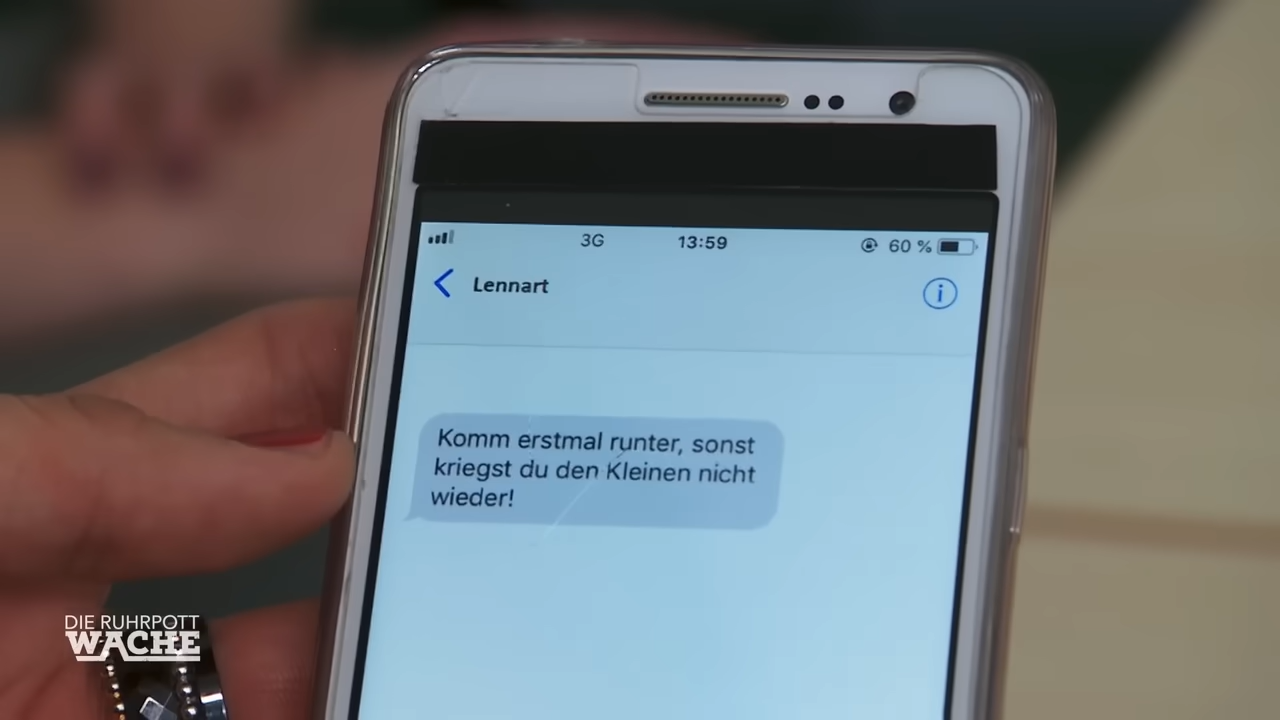 3G 13:59 60 %
Lennart
Komm erstmal runter, sonst
kriegst du den Kleinen nicht
wieder!
DIE RUHRPOTT
WACHE